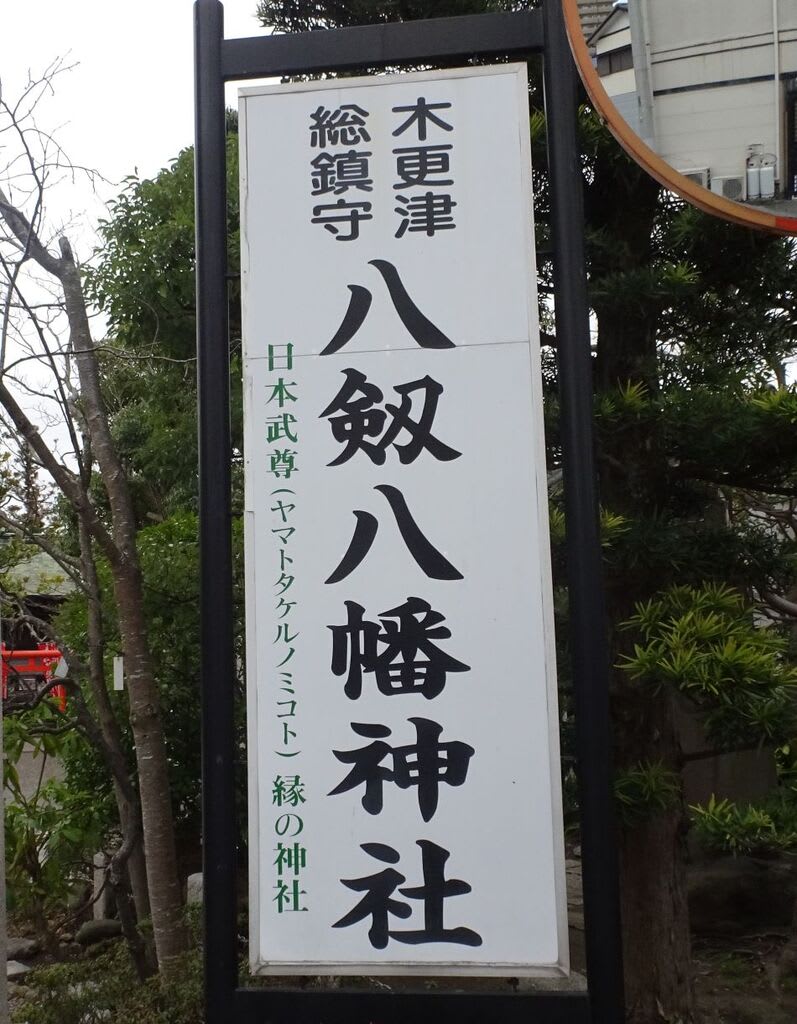 木更津
総鎮守
八剱八幡神社
日本武尊(ヤマトタケルノミコト)縁の神社